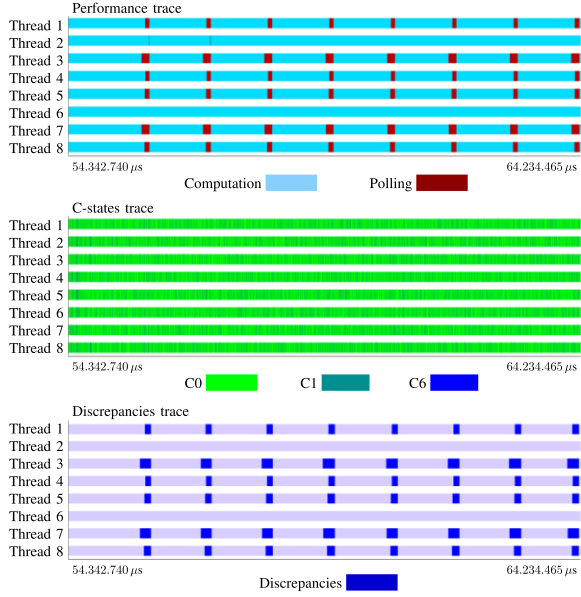 Performance trace
Thread 1
Thread 2
Thread 3
Thread 4
Thread 5
Thread 6
Thread 7
Thread 8
54.342.740 μs 64.234.465 μs
Computation Polling
C-states trace
Thread 1
Thread 2
Thread 3
Thread 4
Thread 5
Thread 6
Thread 7
Thread 8
54.342.740 μs 64.234.465 μs
C0 C1 C6
Discrepancies trace
Thread 1
Thread 2
Thread 3
Thread 4
Thread 5
Thread 6
Thread 7
Thread 8
54.342.740 μs 64.234.465 μs
Discrepancies